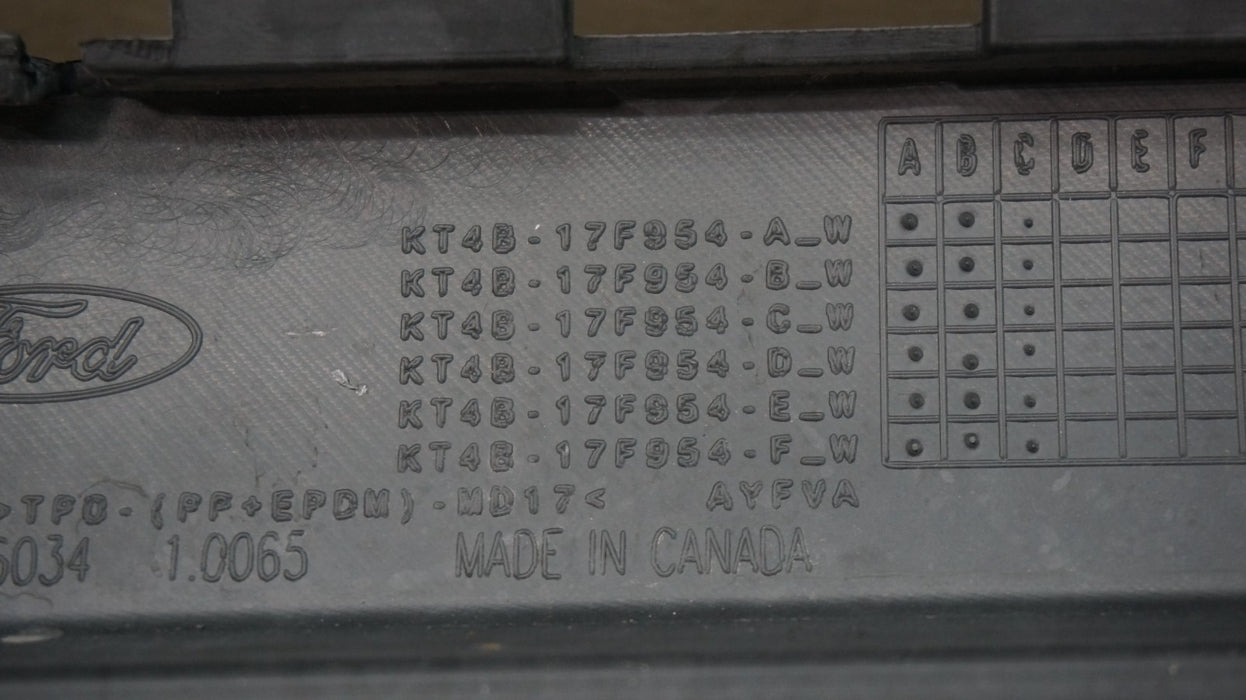 A B C D E F
KT4B-17F954-A_W
KT4B-17F954-B_W
KT4B-17F954-C_W
KT4B-17F954-D_W
KT4B-17F954-E_W
KT4B-17F954-F_W
Ford
>TPO-(PP+EPDM)-MD17< AYFVA
6034 1.0065 MADE IN CANADA